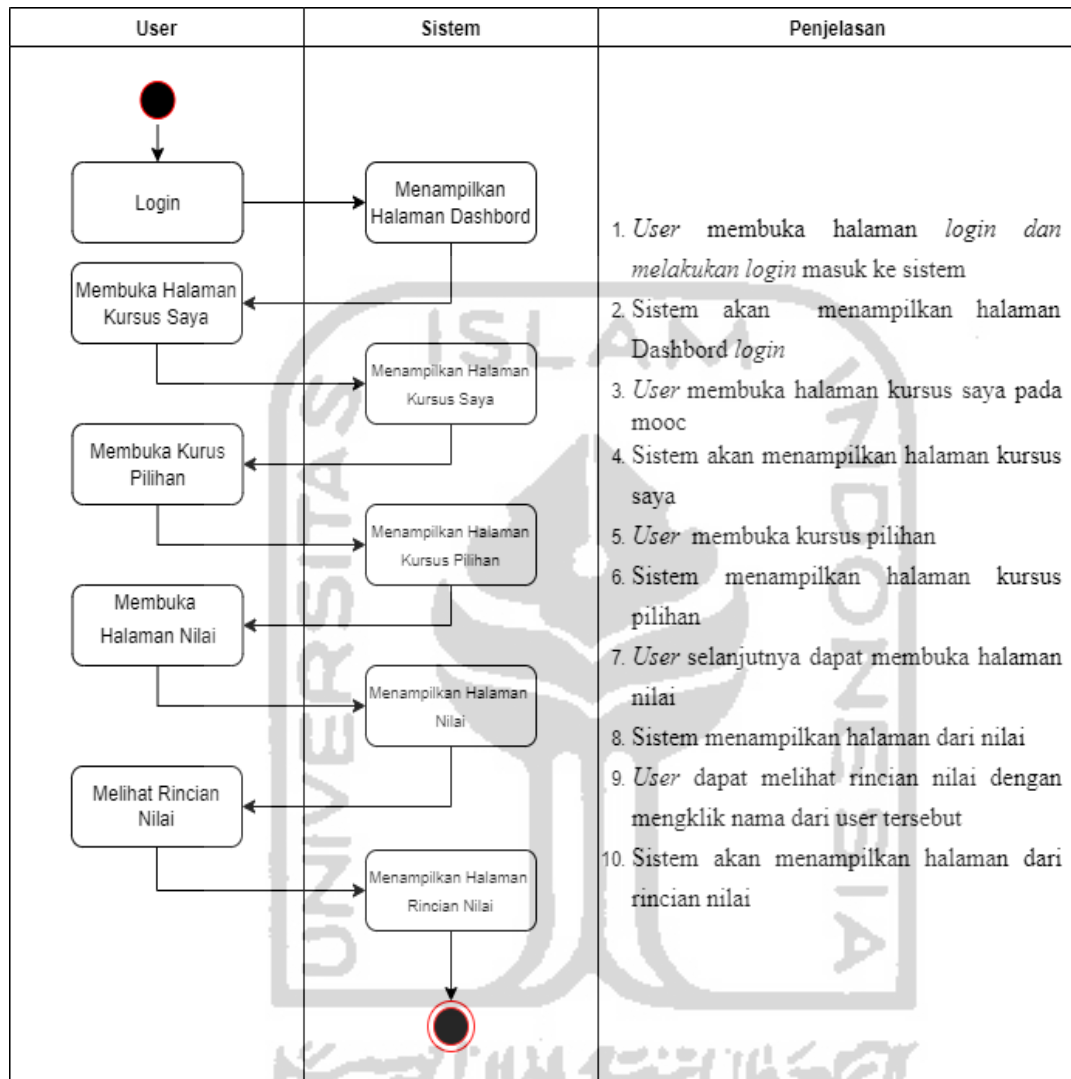 User
Sistem
Penjelasan
Login
Menampilkan
Halaman Dashbord
Membuka Halaman
Kursus Saya
Menampilkan Halaman
Kursus Saya
Membuka Kurus
Pilihan
Menampilkan Halaman
Kursus Pilihan
Membuka
Halaman Nilai
Menampilkan Halaman
Nilai
Melihat Rincian
Nilai
Menampilkan Halaman
Rincian Nilai
1. User membuka halaman login dan
melakukan login masuk ke sistem
2. Sistem akan menampilkan halaman
Dashbord login
3. User membuka halaman kursus saya pada
mooc
4. Sistem akan menampilkan halaman kursus
saya
5. User membuka kursus pilihan
6. Sistem menampilkan halaman kursus
pilihan
7. User selanjutnya dapat membuka halaman
nilai
8. Sistem menampilkan halaman dari nilai
9. User dapat melihat rincian nilai dengan
mengklik nama dari user tersebut
10. Sistem akan menampilkan halaman dari
rincian nilai
UNIVERSITAS
ISLAM
INDONESIA